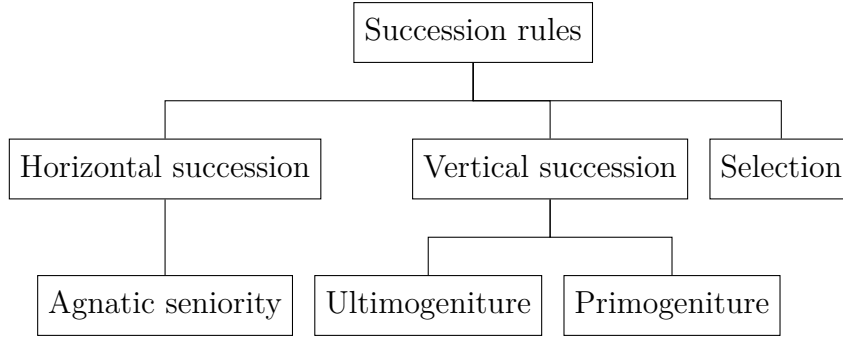 Succession rules
Horizontal succession
Vertical succession
Selection
Agnatic seniority
Ultimogeniture
Primogeniture